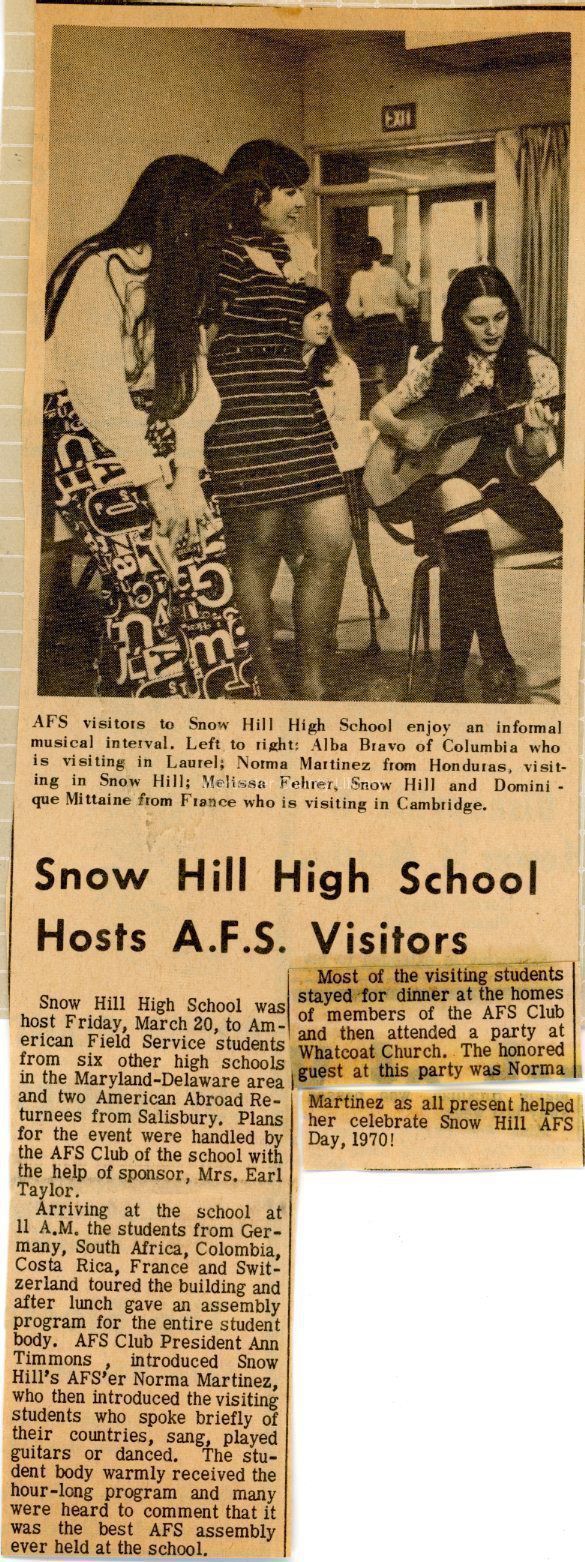 EXIT
AFS visitors to Snow Hill High School enjoy an informal
musical interval. Left to right: Alba Bravo of Columbia who
is visiting in Laurel; Norma Martinez from Honduras, visit-
ing in Snow Hill; Melissa Fehrer, Snow Hill and Domini -
que Mittaine from France who is visiting in Cambridge.
Snow Hill High School
Hosts A.F.S. Visitors
Snow Hill High School was
host Friday, March 20, to Am-
erican Field Service students
from six other high schools
in the Maryland-Delaware area
and two American Abroad Re-
turnees from Salisbury. Plans
for the event were handled by
the AFS Club of the school with
the help of sponsor, Mrs. Earl
Taylor.
Arriving at the school at
11 A.M. the students from Ger-
many, South Africa, Colombia,
Costa Rica, France and Swit-
zerland toured the building and
after lunch gave an assembly
program for the entire student
body. AFS Club President Ann
Timmons , introduced Snow
Hill's AFS'er Norma Martinez,
who then introduced the visiting
students who spoke briefly of
their countries, sang, played
guitars or danced. The stu-
dent body warmly received the
hour-long program and many
were heard to comment that it
was the best AFS assembly
ever held at the school.
Most of the visiting students
stayed for dinner at the homes
of members of the AFS Club
and then attended a party at
Whatcoat Church. The honored
guest at this party was Norma
Martinez as all present helped
her celebrate Snow Hill AFS
Day, 1970!